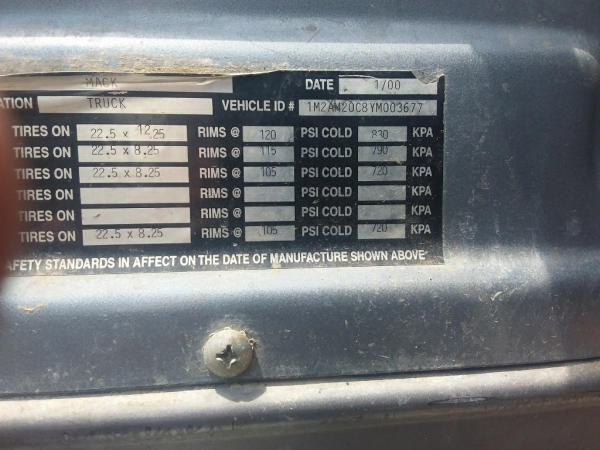 MACK DATE 1/00
ATION TRUCK VEHICLE ID # 1M2AM20C8YM003677
TIRES ON 22.5 x 12.25 RIMS @ 120 PSI COLD 830 KPA
TIRES ON 22.5 x 8.25 RIMS @ 115 PSI COLD 790 KPA
TIRES ON 22.5 x 8.25 RIMS @ 105 PSI COLD 720 KPA
TIRES ON RIMS @ PSI COLD KPA
TIRES ON RIMS @ PSI COLD KPA
TIRES ON 22.5 x 8.25 RIMS @ 105 PSI COLD 720 KPA
AFETY STANDARDS IN AFFECT ON THE DATE OF MANUFACTURE SHOWN ABOVE